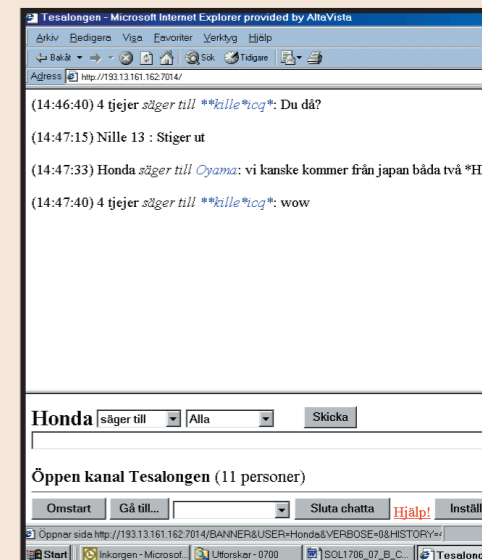 Tesalongen - Microsoft Internet Explorer provided by AltaVista
Arkiv Redigera Visa Favoriter Verktyg Hjälp
Bakåt Sök Tidigare
Adress http://193.13.161.162:7014/
(14:46:40) 4 tjejer säger till **kille*icq*: Du då?
(14:47:15) Nille 13 : Stiger ut
(14:47:33) Honda säger till Oyama: vi kanske kommer från japan båda två
(14:47:40) 4 tjejer säger till **kille*icq*: wow
Honda säger till Alla Skicka
Öppen kanal Tesalongen (11 personer)
Omstart Gå till... Sluta chatta Hjälp! Inställ
Öppnar sida http://193.13.161.162:7014/BANNER&USER=Honda&VERBOSE=0&HISTORY=
Start Inkorgen - Microsof... Utforskar - 0700 SOL1706_07_B_C... Tesalong